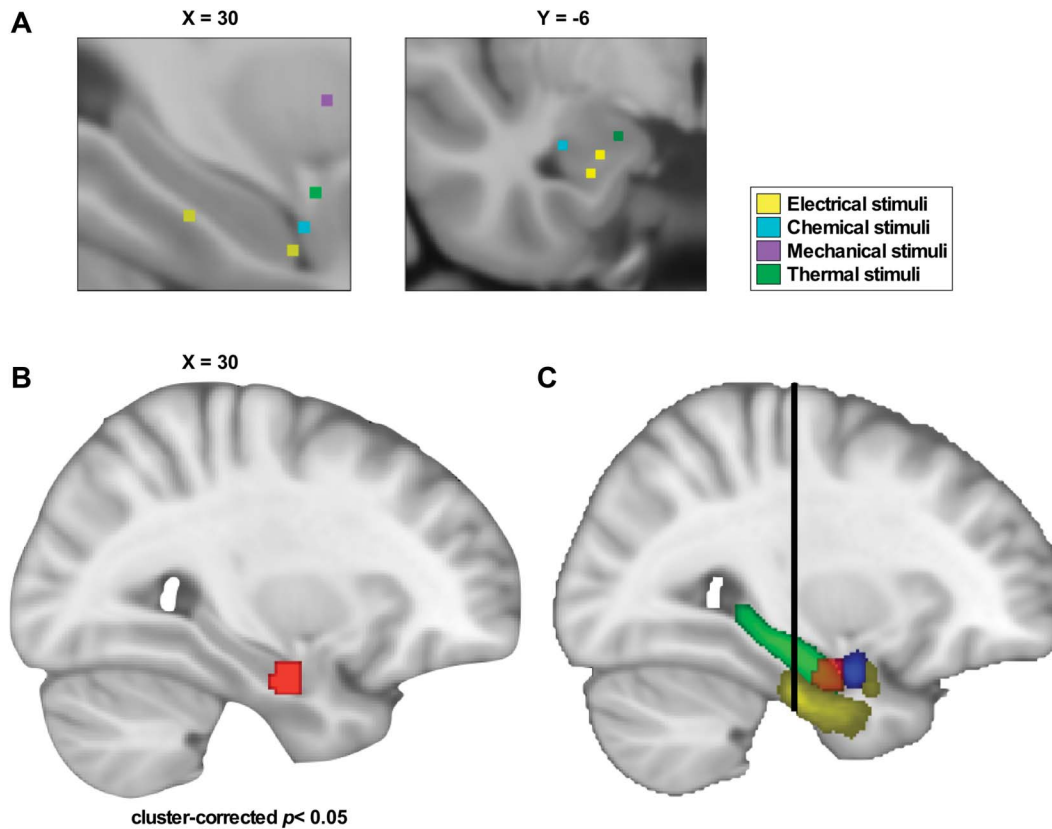 A
X = 30
Y = -6
Electrical stimuli
Chemical stimuli
Mechanical stimuli
Thermal stimuli
B
X = 30
C
cluster-corrected p< 0.05